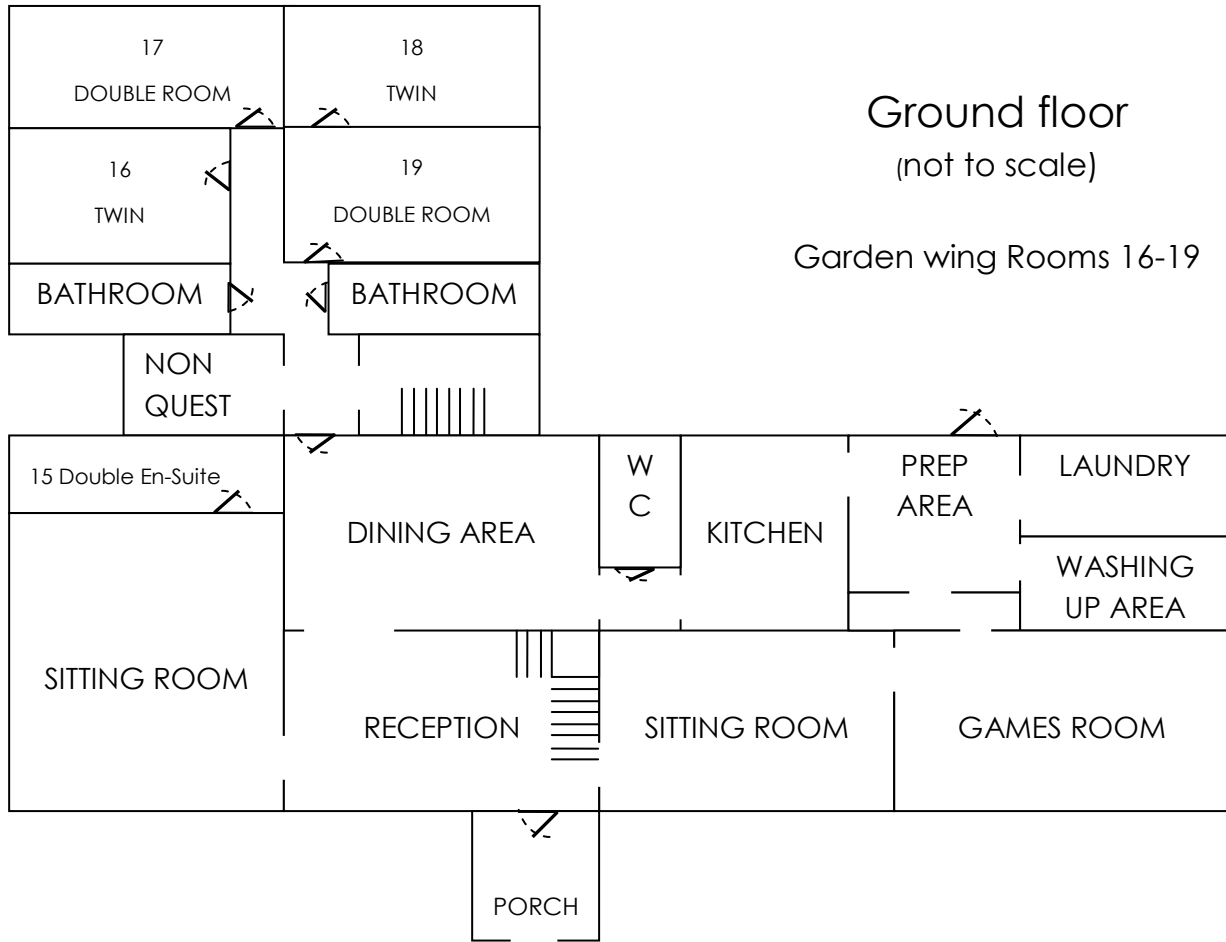 17
DOUBLE ROOM
18
TWIN
Ground floor
(not to scale)
16
TWIN
19
DOUBLE ROOM
Garden wing Rooms 16-19
BATHROOM
BATHROOM
NON
QUEST
15 Double En-Suite
DINING AREA
W
C
KITCHEN
PREP
AREA
LAUNDRY
WASHING
UP AREA
SITTING ROOM
RECEPTION
SITTING ROOM
GAMES ROOM
PORCH